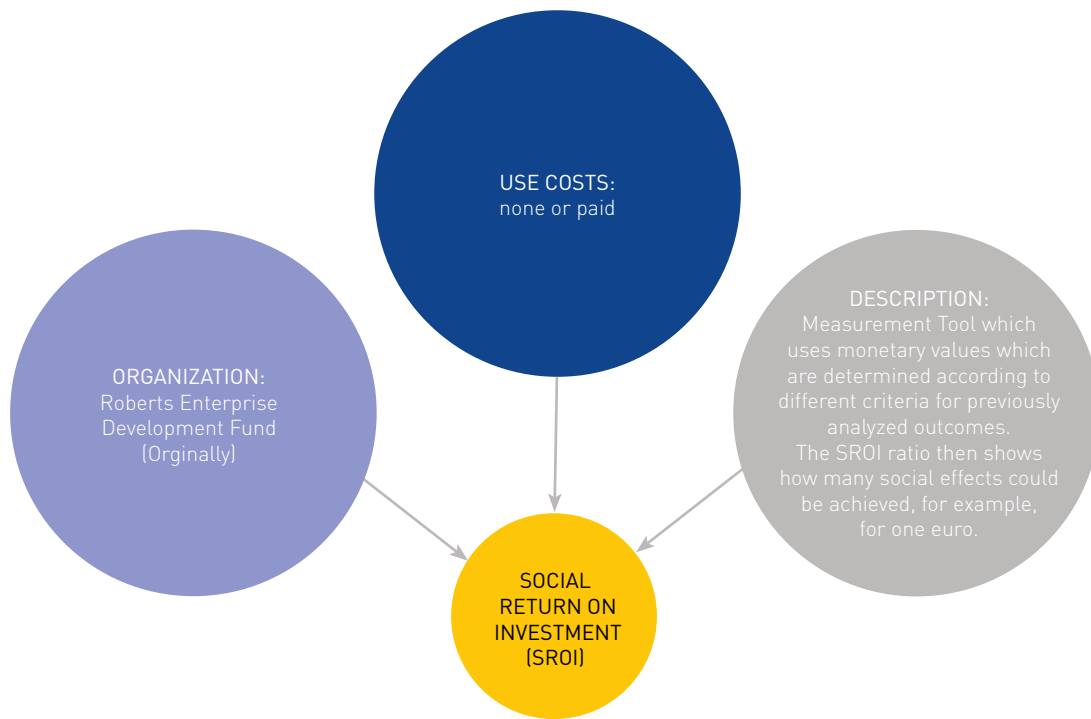 USE COSTS:
none or paid
ORGANIZATION:
Roberts Enterprise
Development Fund
(Orginally)
DESCRIPTION:
Measurement Tool which
uses monetary values which
are determined according to
different criteria for previously
analyzed outcomes.
The SROI ratio then shows
how many social effects could
be achieved, for example,
for one euro.
SOCIAL
RETURN ON
INVESTMENT
(SROI)